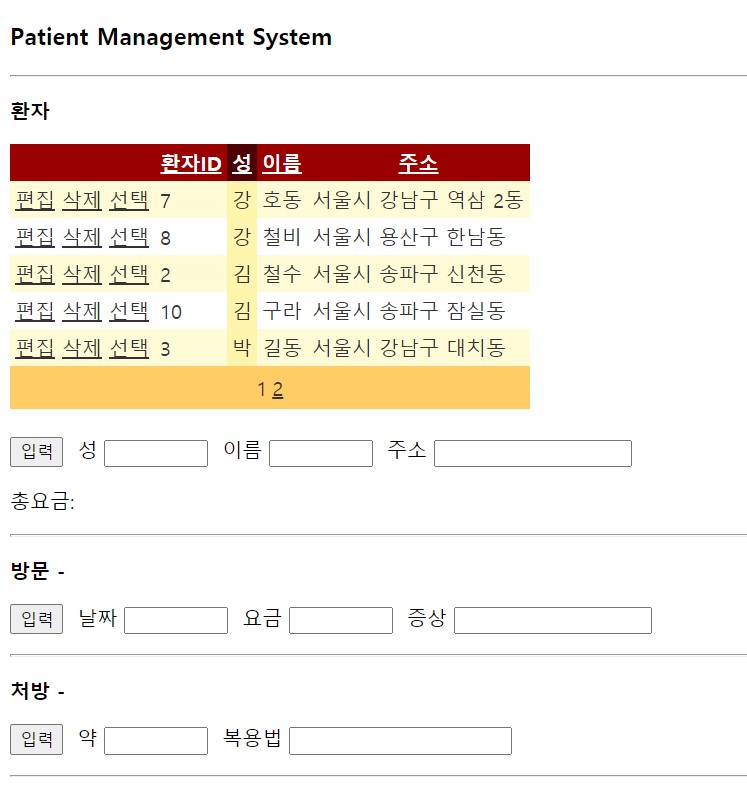 Patient Management System
환자
환자ID 성 이름 주소
편집 삭제 선택 7 강 호동 서울시 강남구 역삼 2동
편집 삭제 선택 8 강 철비 서울시 용산구 한남동
편집 삭제 선택 2 김 철수 서울시 송파구 신천동
편집 삭제 선택 10 김 구라 서울시 송파구 잠실동
편집 삭제 선택 3 박 길동 서울시 강남구 대치동
1 2
입력 성 이름 주소
총요금:
방문 -
입력 날짜 요금 증상
처방 -
입력 약 복용법